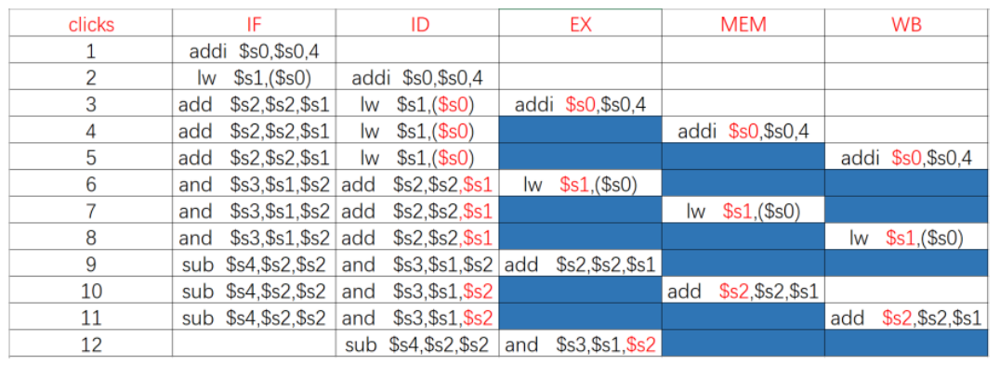 clicks IF ID EX MEM WB
1 addi $s0,$s0,4
2 lw $s1,($s0) addi $s0,$s0,4
3 add $s2,$s2,$s1 lw $s1,($s0) addi $s0,$s0,4
4 add $s2,$s2,$s1 lw $s1,($s0) addi $s0,$s0,4
5 add $s2,$s2,$s1 lw $s1,($s0) addi $s0,$s0,4
6 and $s3,$s1,$s2 add $s2,$s2,$s1 lw $s1,($s0)
7 and $s3,$s1,$s2 add $s2,$s2,$s1 lw $s1,($s0)
8 and $s3,$s1,$s2 add $s2,$s2,$s1 lw $s1,($s0)
9 sub $s4,$s2,$s2 and $s3,$s1,$s2 add $s2,$s2,$s1
10 sub $s4,$s2,$s2 and $s3,$s1,$s2 add $s2,$s2,$s1
11 sub $s4,$s2,$s2 and $s3,$s1,$s2 add $s2,$s2,$s1
12 sub $s4,$s2,$s2 and $s3,$s1,$s2